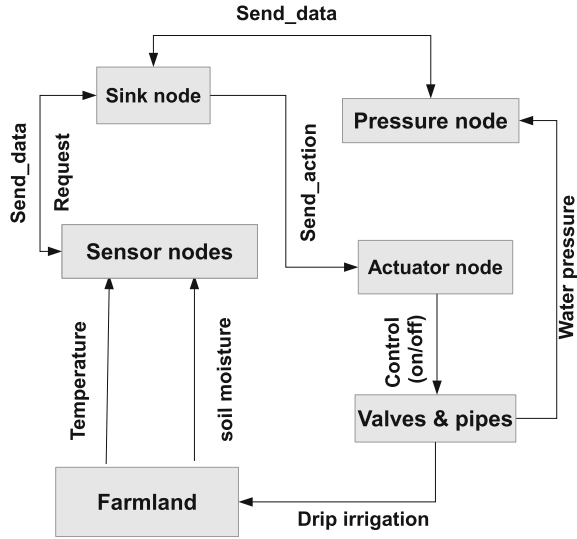 Send_data
Sink node
Pressure node
Send_data
Request
Send_action
Water pressure
Sensor nodes
Actuator node
Temperature
soil moisture
Control
(on/off)
Valves & pipes
Farmland
Drip irrigation